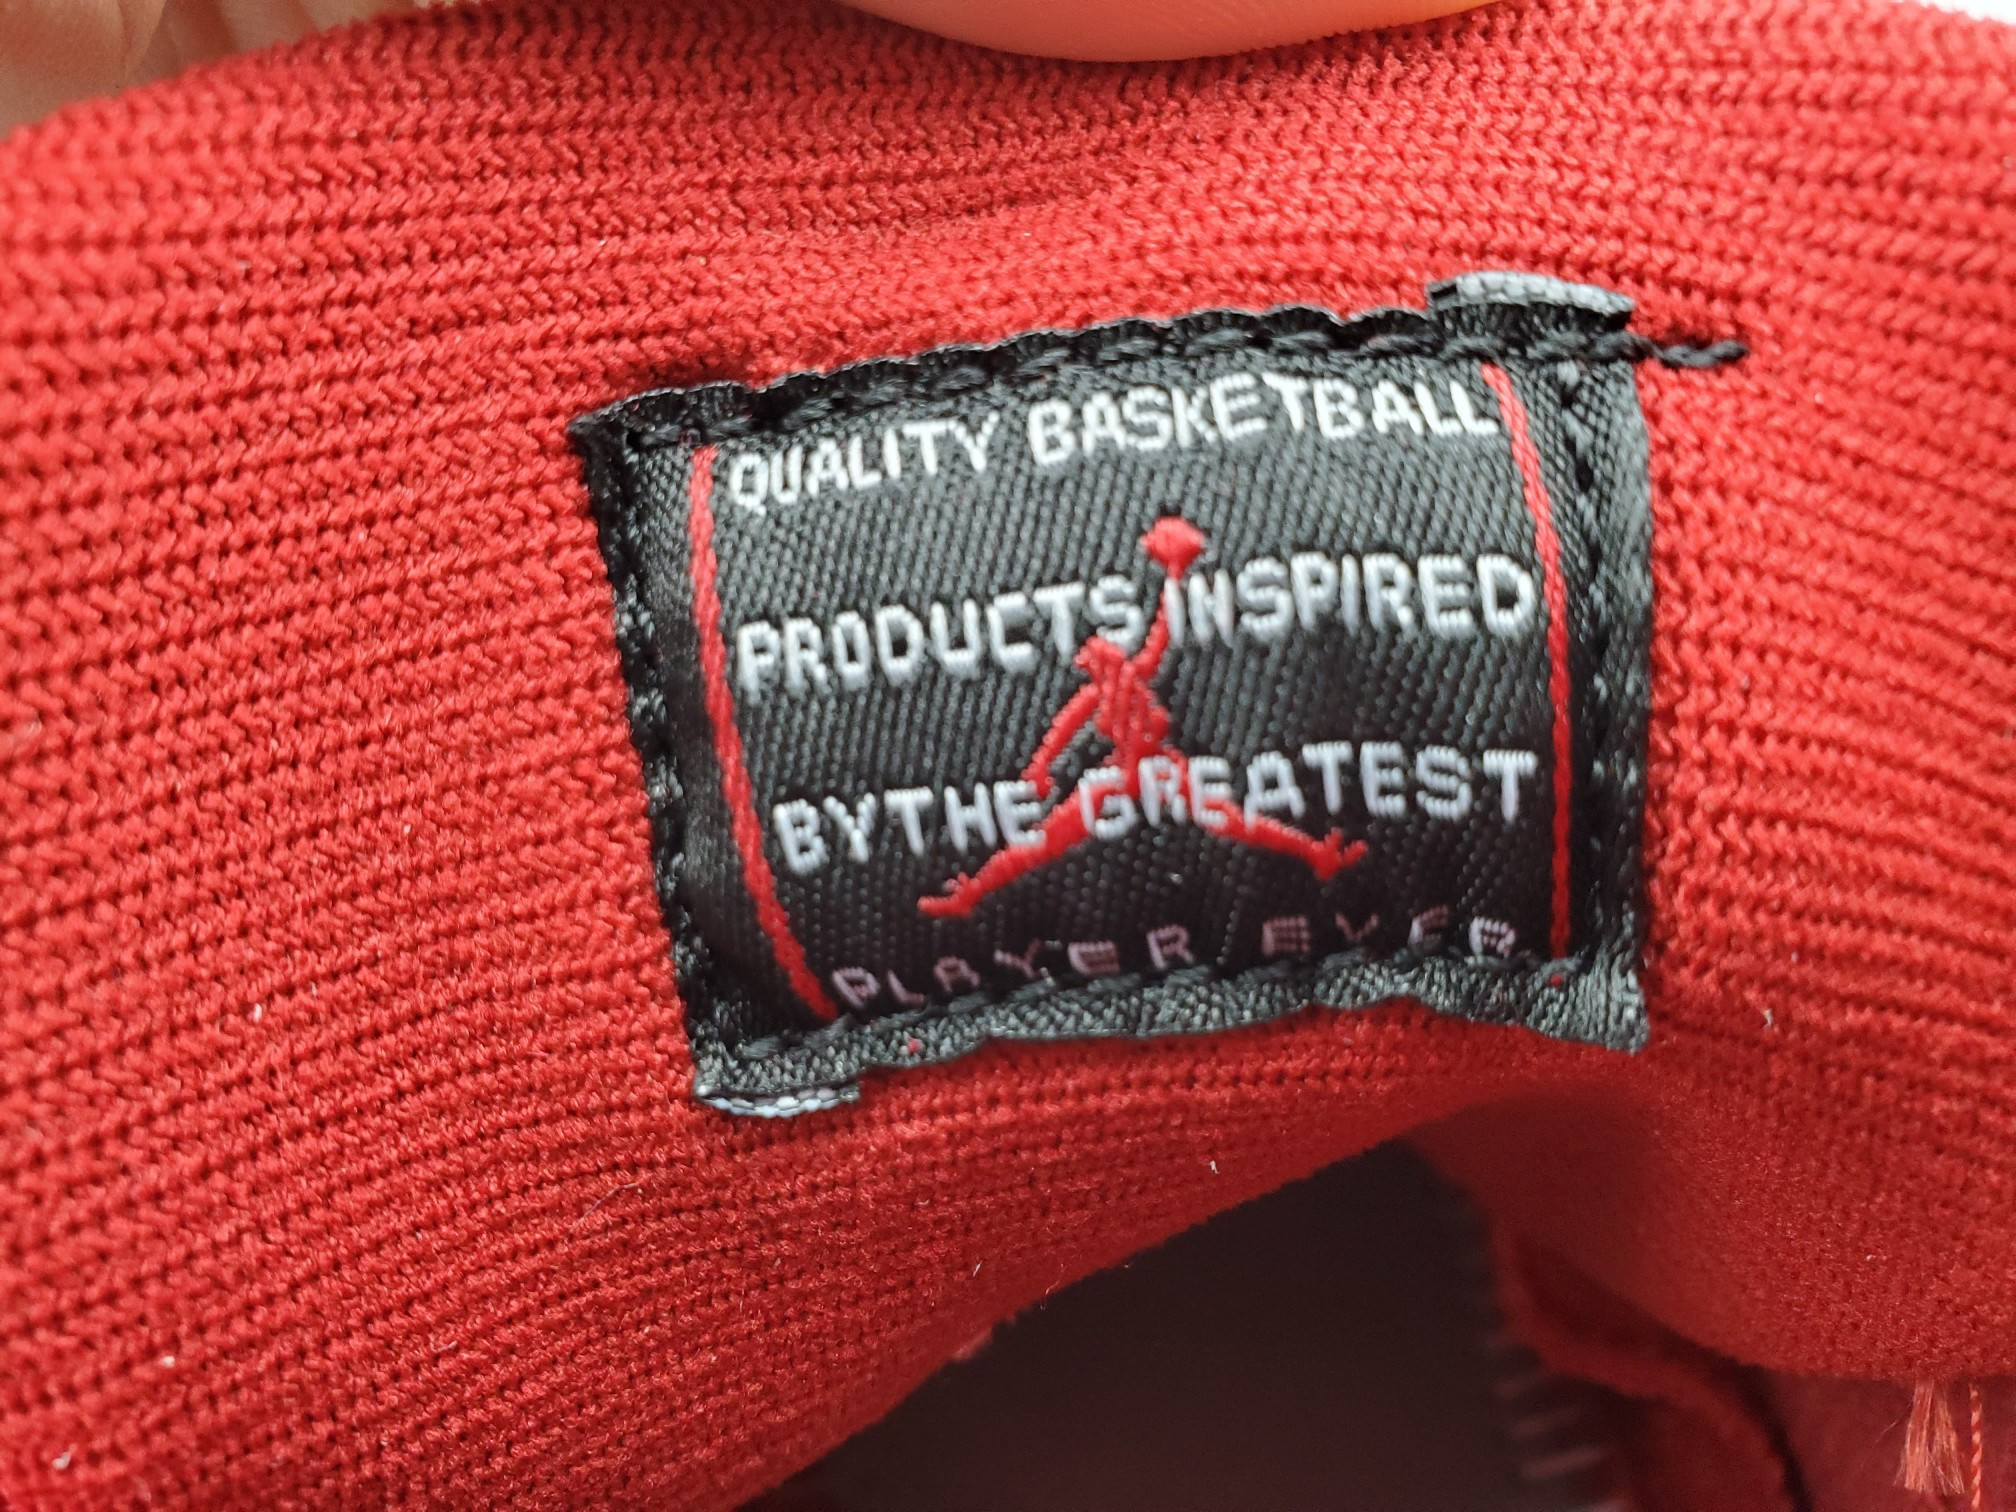 QUALITY BASKETBALL
PRODUCTS INSPIRED
BY THE GREATEST
PLAYER EVER